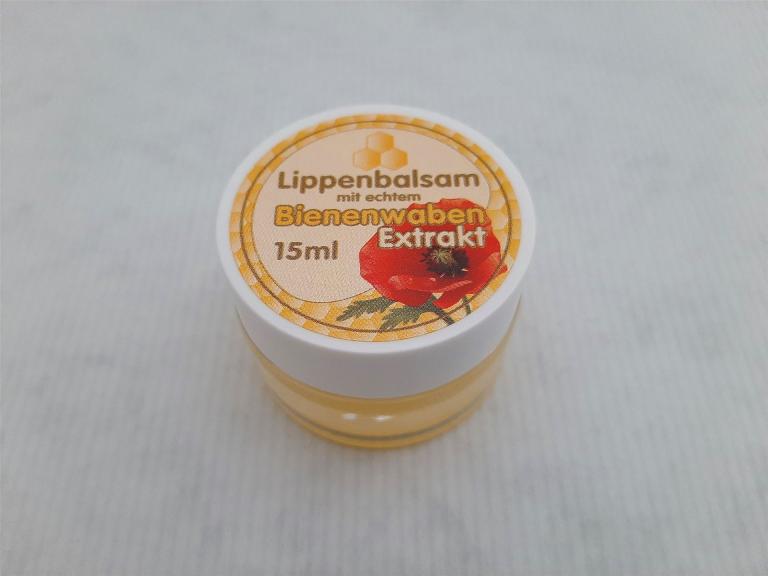 Lippenbalsam
mit echtem
Bienenwaben
Extrakt
15ml